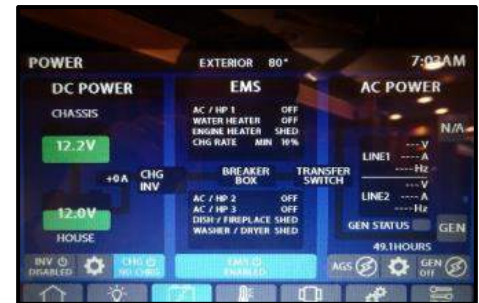 POWER EXTERIOR 80° 7:03AM
DC POWER
CHASSIS
12.2V
+0A CHG
INV
12.0V
HOUSE
EMS
AC / HP 1 OFF
WATER HEATER OFF
ENGINE HEATER SHED
CHG RATE MIN 10%
BREAKER
BOX
AC / HP 2 OFF
AC / HP 3 OFF
DISH / FIREPLACE SHED
WASHER / DRYER SHED
AC POWER
N/A
TRANSFER
SWITCH
---V
LINE1 ----A
----Hz
---V
LINE2 ----A
----Hz
GEN STATUS
GEN
49.1HOURS
INV
DISABLED
CHG
NO CHRG
EMS
ENABLED
AGS
GEN
Off